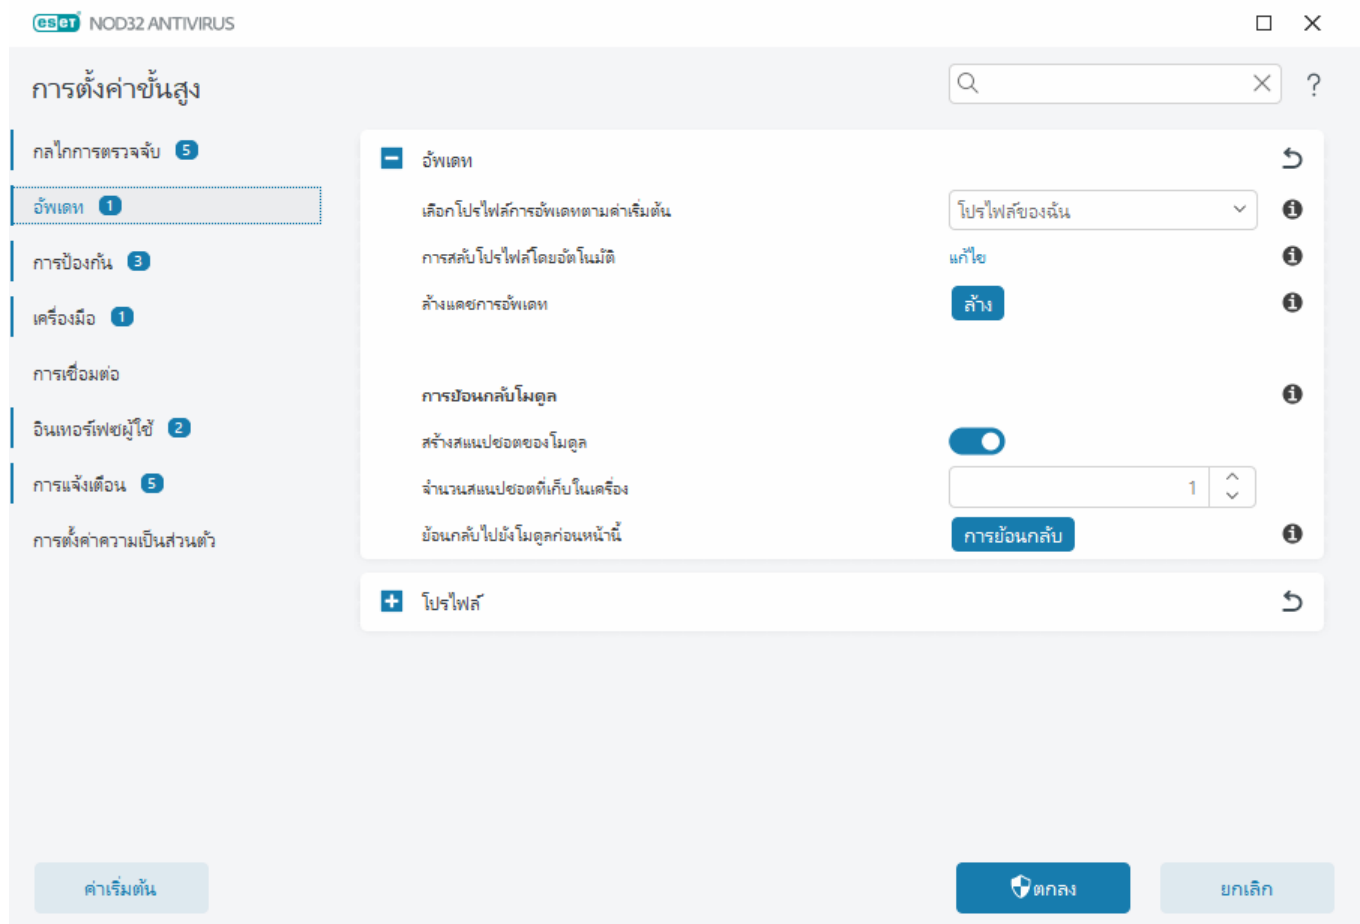 eset NOD32 ANTIVIRUS
การตั้งค่าขั้นสูง
?
กลไกการตรวจจับ 5
อัพเดท 1
การป้องกัน 3
เครื่องมือ 1
การเชื่อมต่อ
อินเทอร์เฟซผู้ใช้ 2
การแจ้งเตือน 5
การตั้งค่าความเป็นส่วนตัว
อัพเดท
เลือกโปรไฟล์การอัพเดทตามค่าเริ่มต้น โปรไฟล์ของฉัน
การสลับโปรไฟล์โดยอัตโนมัติ แก้ไข
ล้างแคชการอัพเดท ล้าง
การย้อนกลับโมดูล
สร้างสแนปชอตของโมดูล
จำนวนสแนปชอตที่เก็บในเครื่อง 1
ย้อนกลับไปยังโมดูลก่อนหน้านี้ การย้อนกลับ
โปรไฟล์
ค่าเริ่มต้น ตกลง ยกเลิก